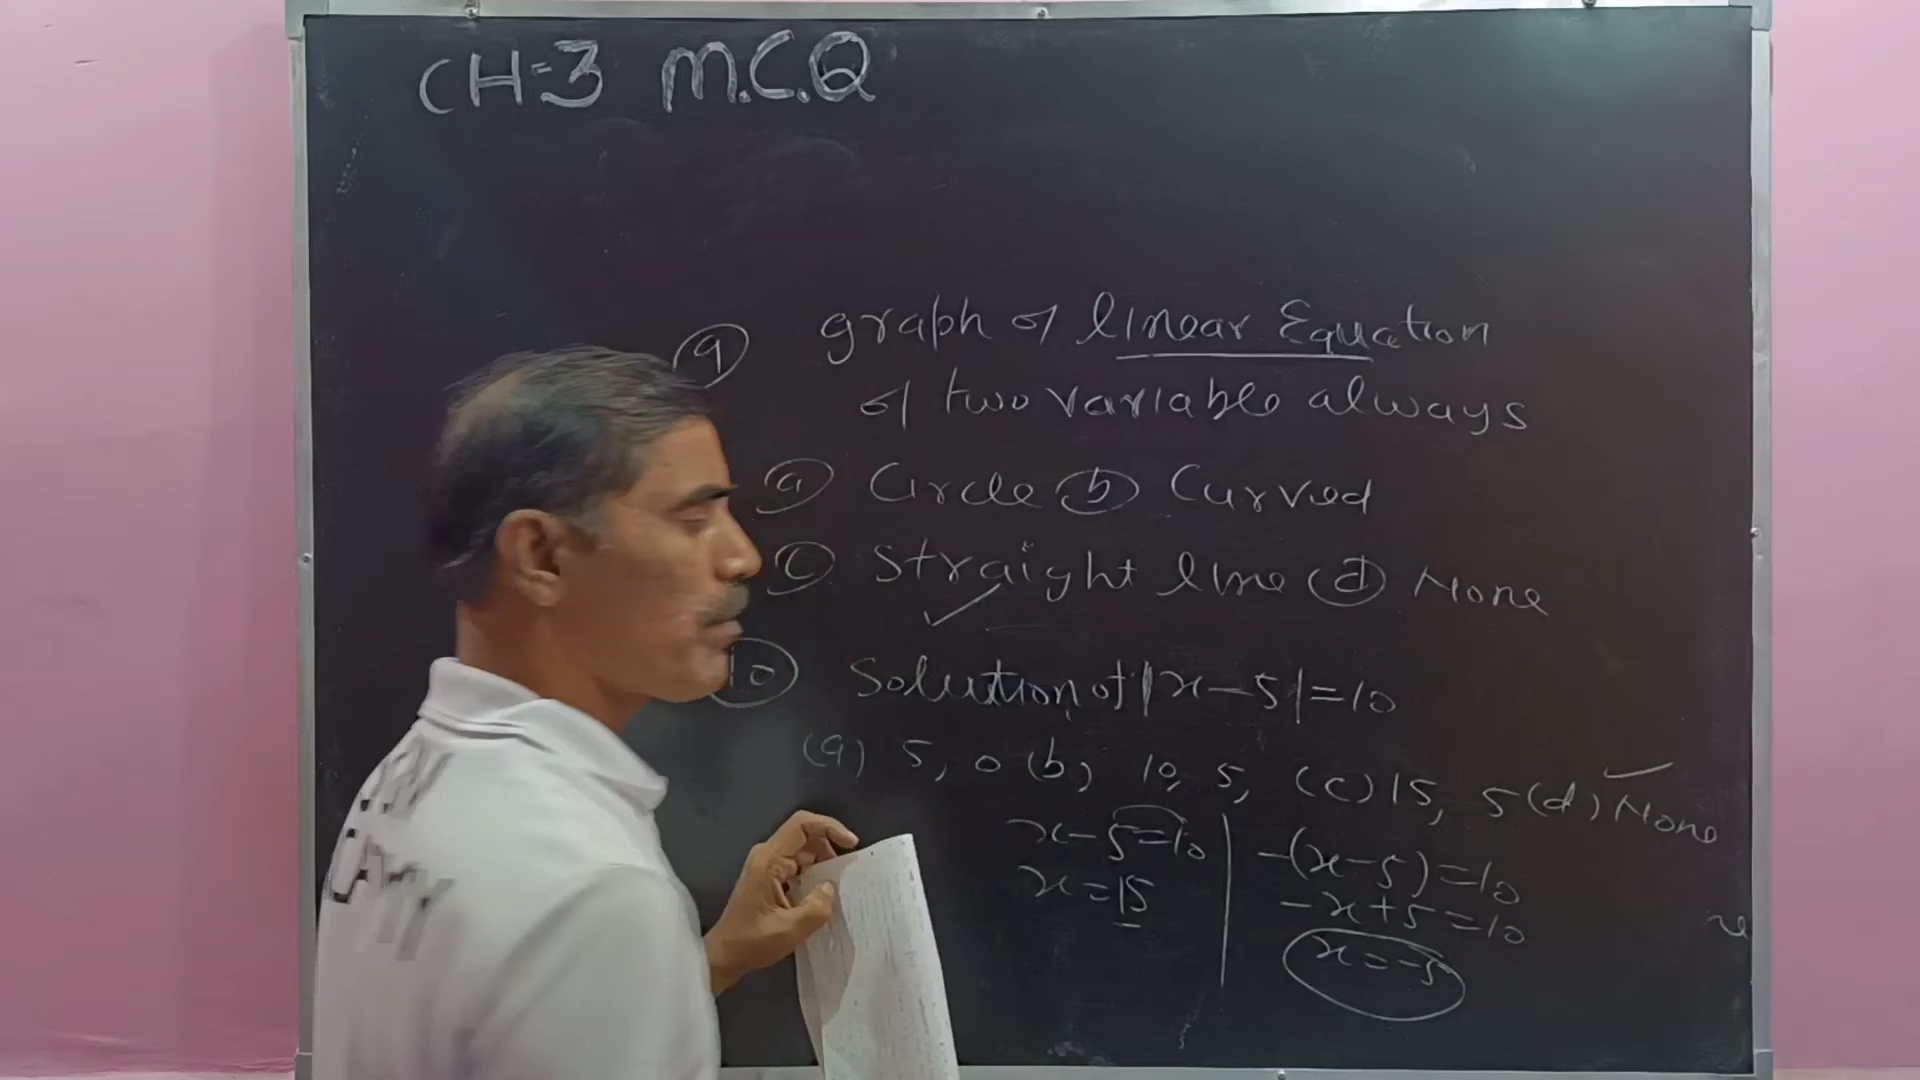 CH-3 M.C.Q
9 graph of linear Equation
of two variable always
a Circle b Curved
c Straight line d None
10 Solution of |x-5|=10
(a) 5, 0 (b) 10, 5, (c) 15, 5 (d) None
x-5=10
x=15
-(x-5)=10
-x+5=10
x=-5